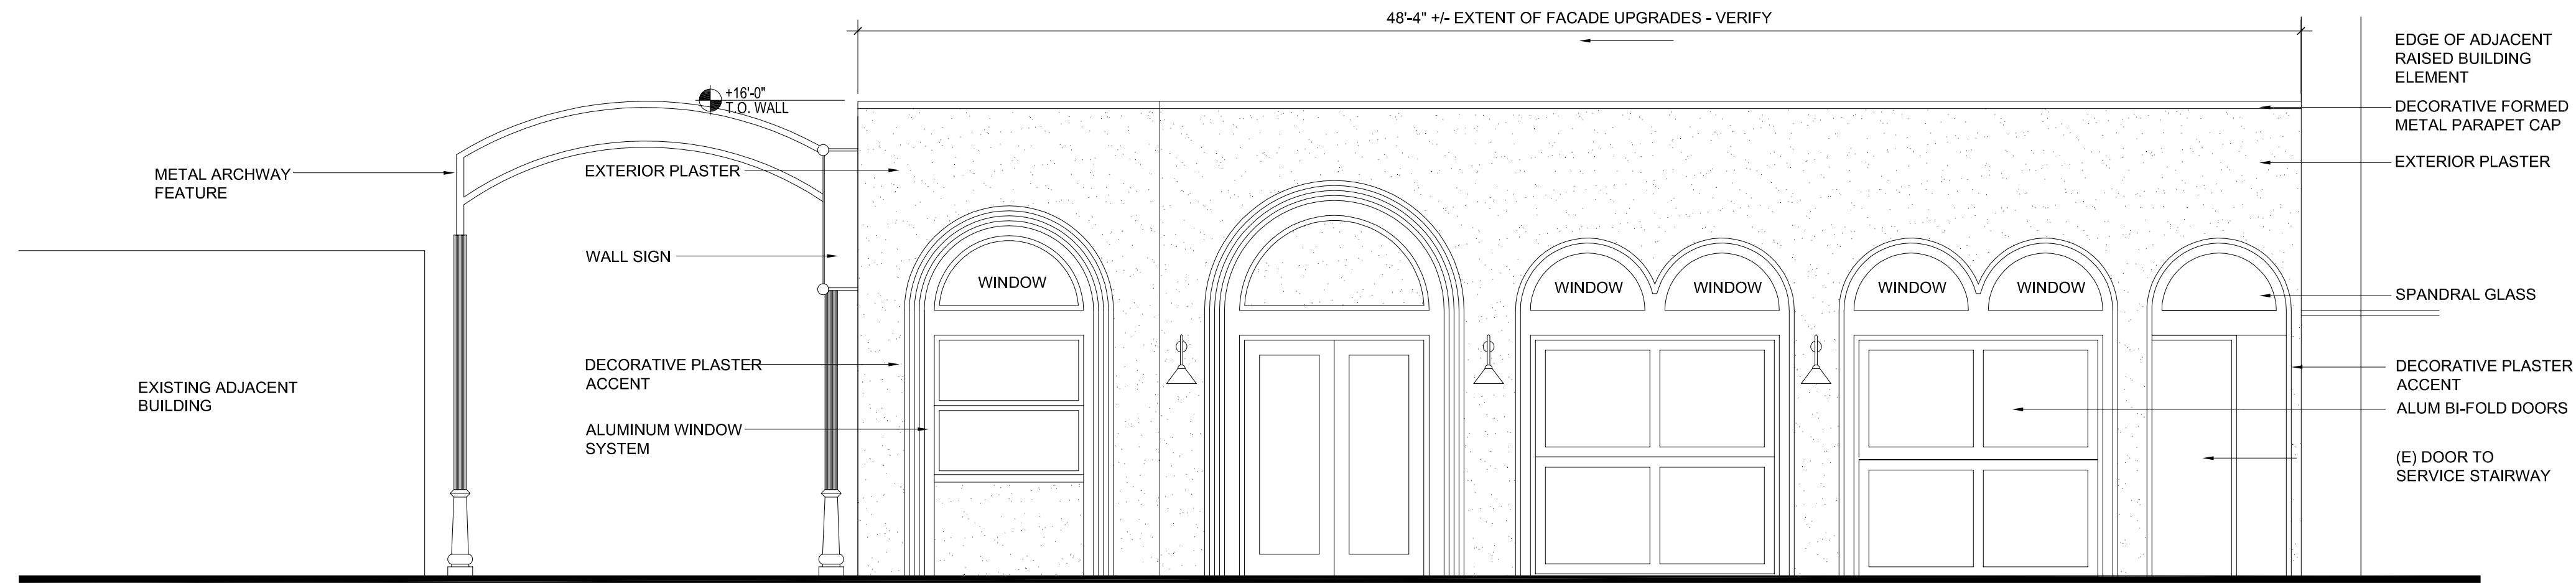 48'-4" +/- EXTENT OF FACADE UPGRADES - VERIFY
EDGE OF ADJACENT
RAISED BUILDING
ELEMENT
+16'-0"
T.O. WALL
DECORATIVE FORMED
METAL PARAPET CAP
METAL ARCHWAY
FEATURE
EXTERIOR PLASTER
EXTERIOR PLASTER
WALL SIGN
WINDOW
WINDOW
WINDOW
WINDOW
WINDOW
SPANDRAL GLASS
DECORATIVE PLASTER
ACCENT
DECORATIVE PLASTER
ACCENT
EXISTING ADJACENT
BUILDING
ALUM BI-FOLD DOORS
ALUMINUM WINDOW
SYSTEM
(E) DOOR TO
SERVICE STAIRWAY